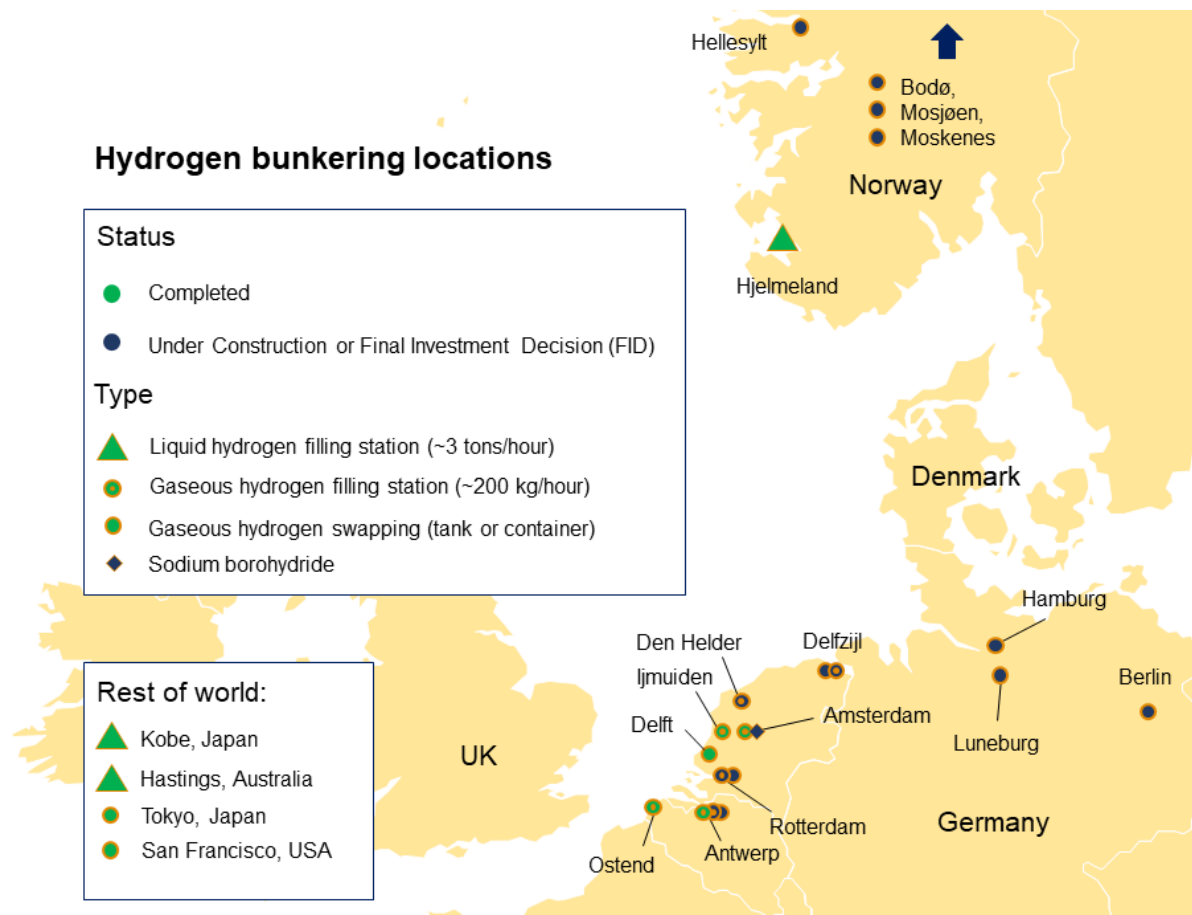 Hellesylt
Bodø,
Mosjøen,
Moskenes
Hydrogen bunkering locations
Norway
Status
Completed
Hjelmeland
Under Construction or Final Investment Decision (FID)
Type
Liquid hydrogen filling station (~3 tons/hour)
Gaseous hydrogen filling station (~200 kg/hour)
Gaseous hydrogen swapping (tank or container)
Sodium borohydride
Denmark
Hamburg
Den Helder
Delfzijl
Ijmuiden
Berlin
Rest of world:
Kobe, Japan
Hastings, Australia
Tokyo, Japan
San Francisco, USA
UK
Delft
Amsterdam
Luneburg
Rotterdam
Germany
Ostend
Antwerp